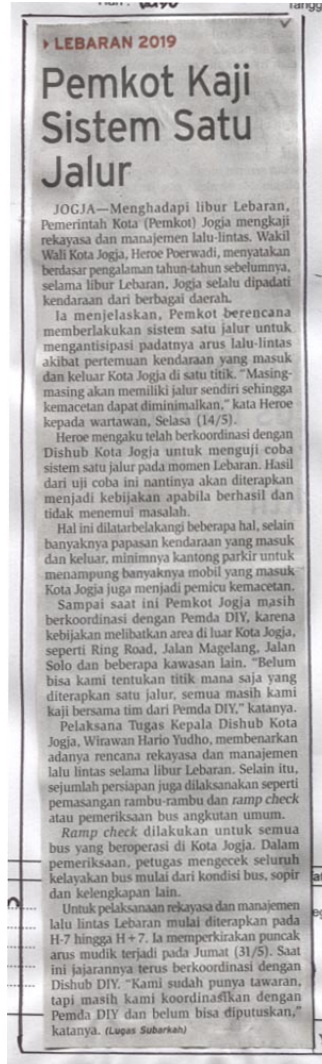 LEBARAN 2019
Pemkot Kaji
Sistem Satu
Jalur
JOGJA—Menghadapi libur Lebaran,
Pemerintah Kota (Pemkot) Jogja mengkaji
rekayasa dan manajemen lalu-lintas. Wakil
Wali Kota Jogja, Heroe Poerwadi, menyatakan
berdasar pengalaman tahun-tahun sebelumnya,
selama libur Lebaran, Jogja selalu dipadati
kendaraan dari berbagai daerah.
Ia menjelaskan, Pemkot berencana
memberlakukan sistem satu jalur untuk
mengantisipasi padatnya arus lalu-lintas
akibat pertemuan kendaraan yang masuk
dan keluar Kota Jogja di satu titik. "Masing-
masing akan memiliki jalur sendiri sehingga
kemacetan dapat diminimalkan," kata Heroe
kepada wartawan, Selasa (14/5).
Heroe mengaku telah berkoordinasi dengan
Dishub Kota Jogja untuk menguji coba
sistem satu jalur pada momen Lebaran. Hasil
dari uji coba ini nantinya akan diterapkan
menjadi kebijakan apabila berhasil dan
tidak menemui masalah.
Hal ini dilatarbelakangi beberapa hal, selain
banyaknya papasan kendaraan yang masuk
dan keluar, minimnya kantong parkir untuk
menampung banyaknya mobil yang masuk
Kota Jogja juga menjadi pemicu kemacetan.
Sampai saat ini Pemkot Jogja masih
berkoordinasi dengan Pemda DIY, karena
kebijakan melibatkan area di luar Kota Jogja,
seperti Ring Road, Jalan Magelang, Jalan
Solo dan beberapa kawasan lain. "Belum
bisa kami tentukan titik mana saja yang
diterapkan satu jalur, semua masih kami
kaji bersama tim dari Pemda DIY," katanya.
Pelaksana Tugas Kepala Dishub Kota
Jogja, Wirawan Hario Yudho, membenarkan
adanya rencana rekayasa dan manajemen
lalu lintas selama libur Lebaran. Selain itu,
sejumlah persiapan juga dilaksanakan seperti
pemasangan rambu-rambu dan ramp check
atau pemeriksaan bus angkutan umum.
Ramp check dilakukan untuk semua
bus yang beroperasi di Kota Jogja. Dalam
pemeriksaan, petugas mengecek seluruh
kelayakan bus mulai dari kondisi bus, sopir
dan kelengkapan lain.
Untuk pelaksanaan rekayasa dan manajemen
lalu lintas Lebaran mulai diterapkan pada
H-7 hingga H+7. Ia memperkirakan puncak
arus mudik terjadi pada Jumat (31/5). Saat
ini jajarannya terus berkoordinasi dengan
Dishub DIY. "Kami sudah punya tawaran,
tapi masih kami koordinasikan dengan
Pemda DIY dan belum bisa diputuskan,"
katanya. (Lugas Subarkah)